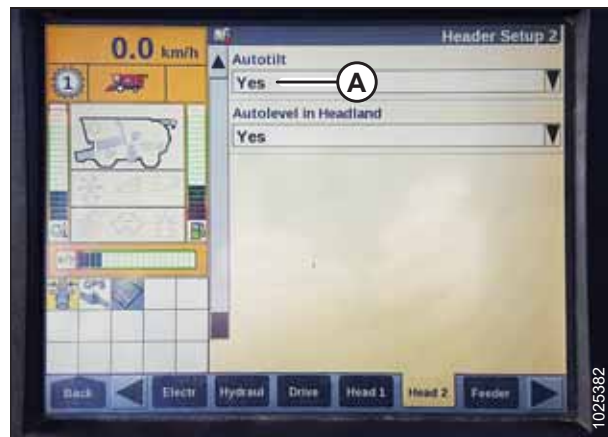 0.0 km/h
Header Setup 2
1
Autotilt
Yes
A
Autolevel in Headland
Yes
Back
Electr
Hydraul
Drive
Head 1
Head 2
Feeder
1025382